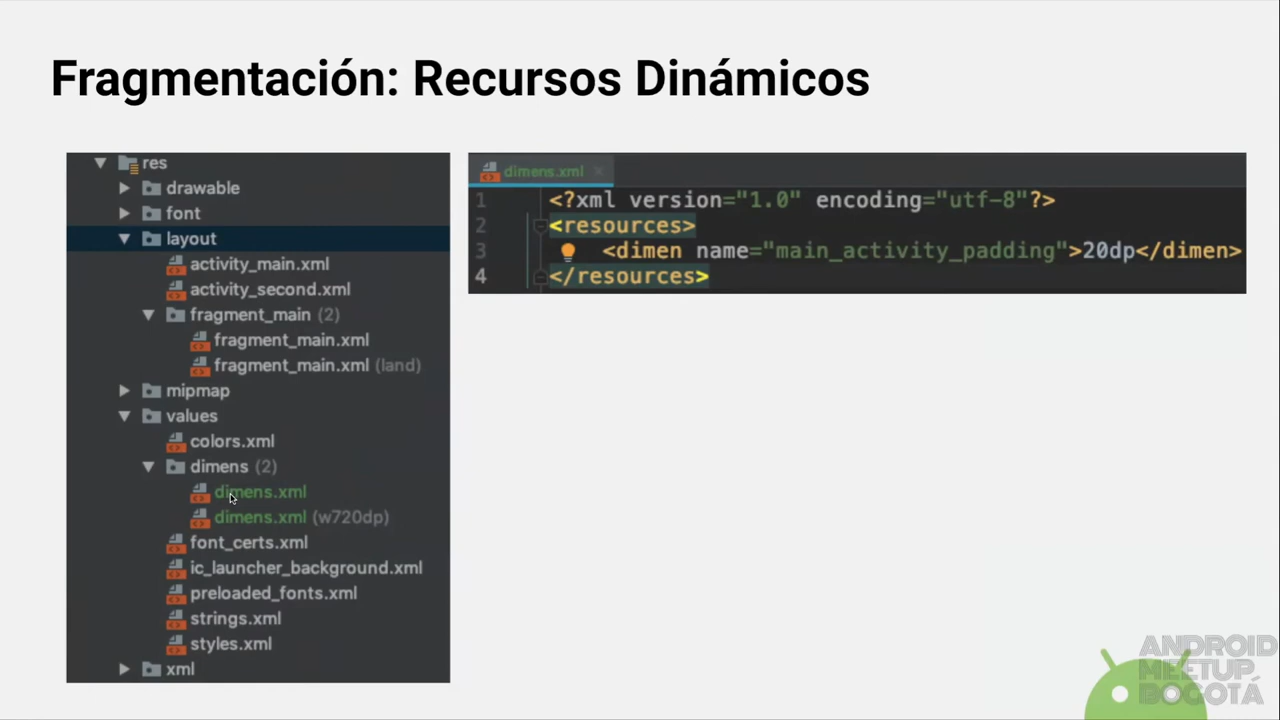 Fragmentación: Recursos Dinámicos
res
drawable
font
layout
activity_main.xml
activity_second.xml
fragment_main (2)
fragment_main.xml
fragment_main.xml (land)
mipmap
values
colors.xml
dimens (2)
dimens.xml
dimens.xml (w720dp)
font_certs.xml
ic_launcher_background.xml
preloaded_fonts.xml
strings.xml
styles.xml
xml
dimens.xml
1 <?xml version="1.0" encoding="utf-8"?>
2 <resources>
3 <dimen name="main_activity_padding">20dp</dimen>
4 </resources>
ANDROID
MEETUP
BOGOTÁ